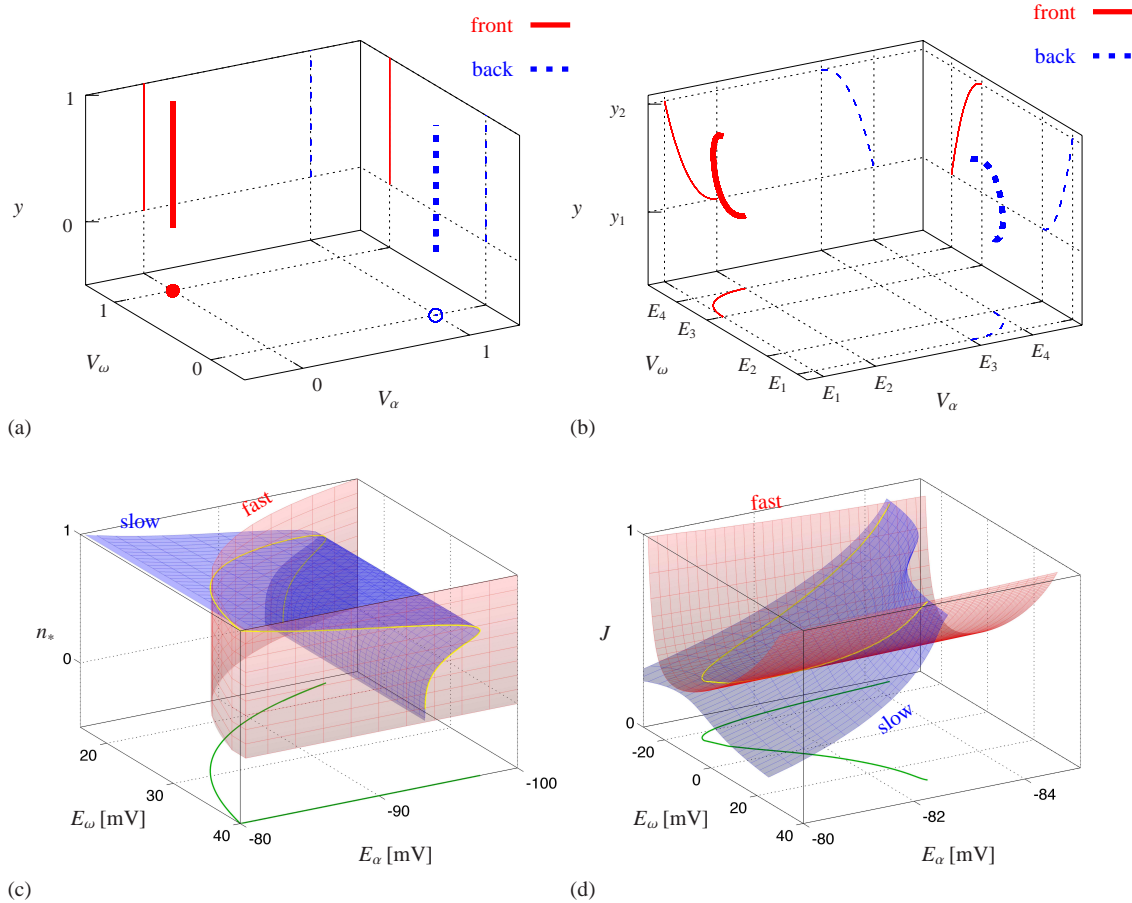 front
back
1
0
y
1
0
V_ω
0
1
V_α
(a)
front
back
y_2
y_1
y
E_4
E_3
E_2
E_1
V_ω
E_1
E_2
E_3
E_4
V_α
(b)
fast
slow
1
0
n_*
20
30
40
E_ω [mV]
-80
-90
-100
E_α [mV]
(c)
fast
slow
1
0
J
-20
0
20
40
E_ω [mV]
-80
-82
-84
E_α [mV]
(d)